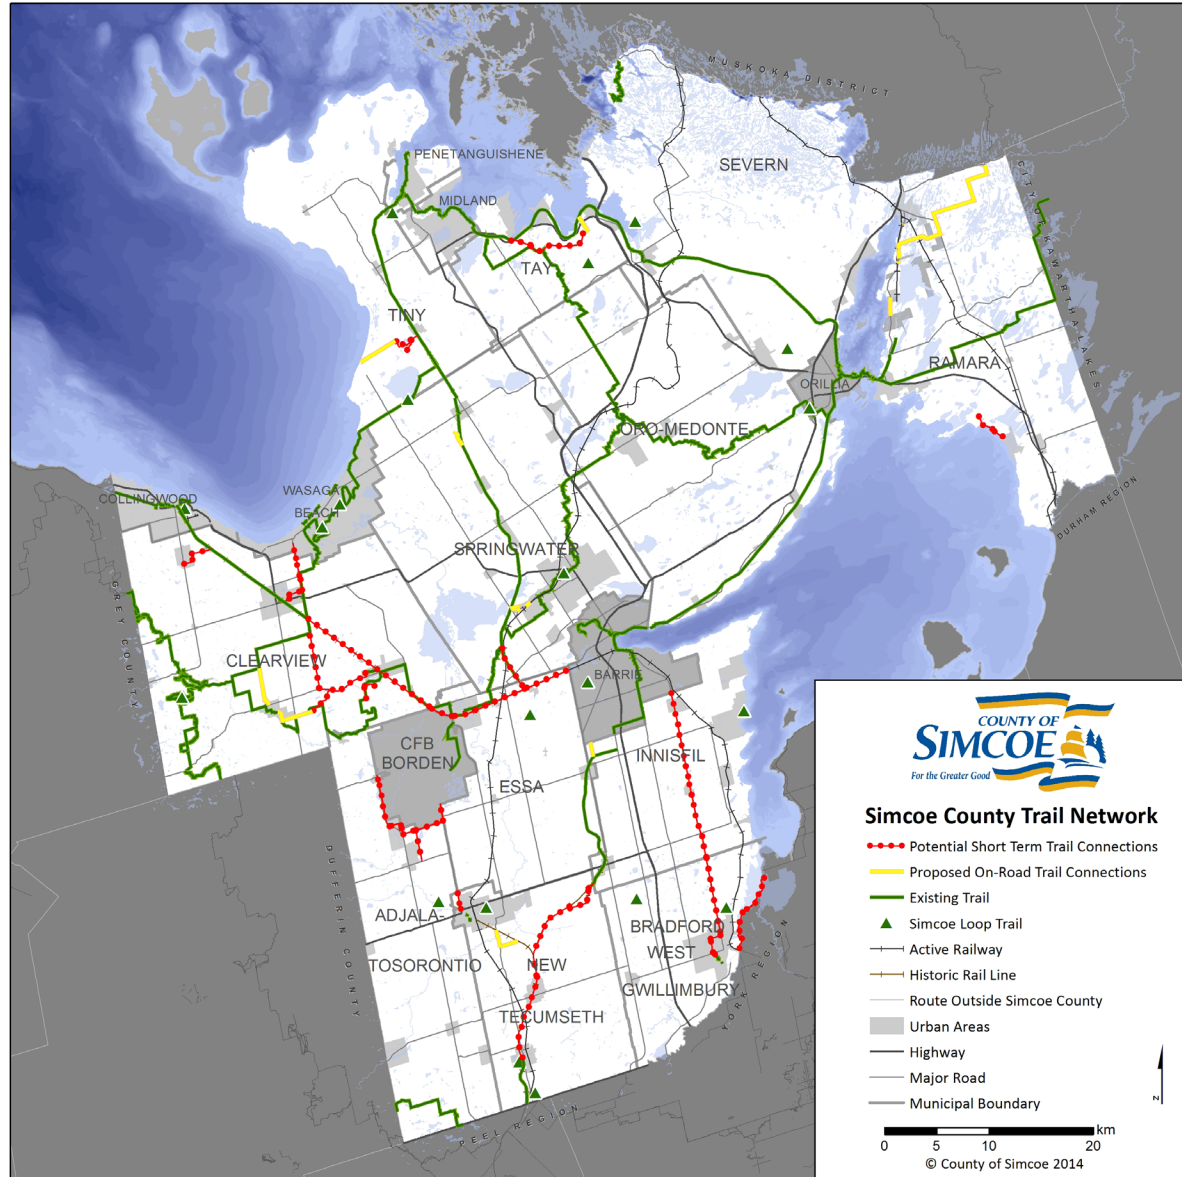 MUSKOKA DISTRICT
PENETANGUISHENE
SEVERN
MIDLAND
CITY OF KAWARTHA LAKES
TAY
TINY
RAMARA
ORILLIA
ORO-MEDONTE
COLLINGWOOD
WASAGA
BEACH
DURHAM REGION
SPRINGWATER
GREY COUNTY
CLEARVIEW
BARRIE
CFB
BORDEN
INNISFIL
ESSA
DUFFERIN COUNTY
ADJALA-
TOSORONTIO
BRADFORD
WEST
GWILLIMBURY
NEW
TECUMSETH
YORK REGION
PEEL REGION
COUNTY OF
SIMCOE
For the Greater Good
Simcoe County Trail Network
Potential Short Term Trail Connections
Proposed On-Road Trail Connections
Existing Trail
Simcoe Loop Trail
Active Railway
Historic Rail Line
Route Outside Simcoe County
Urban Areas
Highway
Major Road
Municipal Boundary
N
km
0 5 10 20
© County of Simcoe 2014